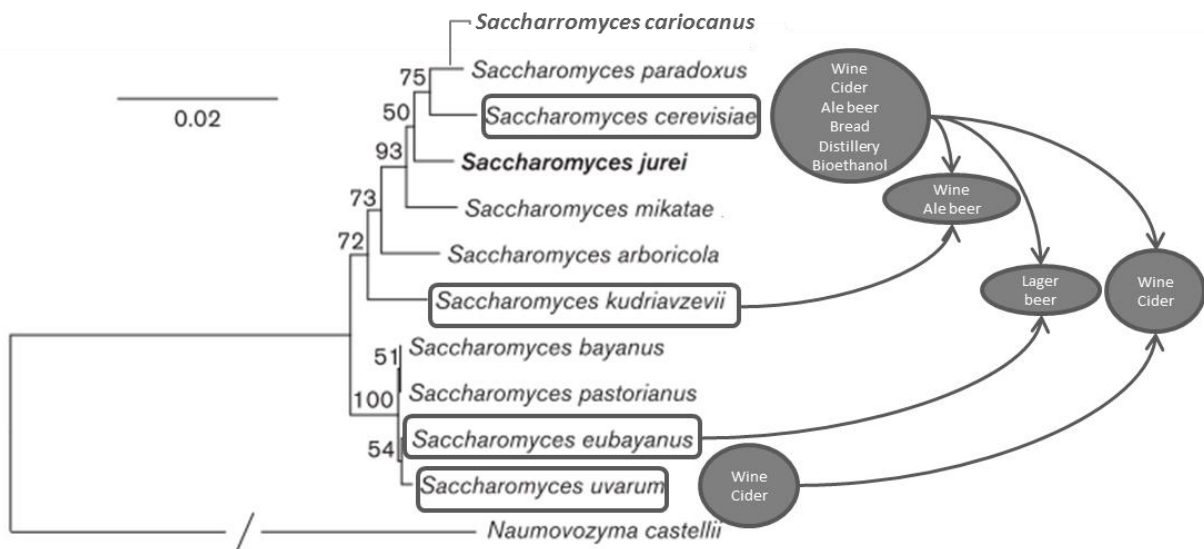 Saccharromyces cariocanus
Saccharomyces paradoxus
75
0.02
50
Saccharomyces cerevisiae
93
Saccharomyces jurei
73
Saccharomyces mikatae
72
Saccharomyces arboricola
Saccharomyces kudriavzevii
51
Saccharomyces bayanus
100
Saccharomyces pastorianus
Saccharomyces eubayanus
54
Saccharomyces uvarum
Naumovozyma castellii
Wine
Cider
Ale beer
Bread
Distillery
Bioethanol
Wine
Ale beer
Lager
beer
Wine
Cider
Wine
Cider